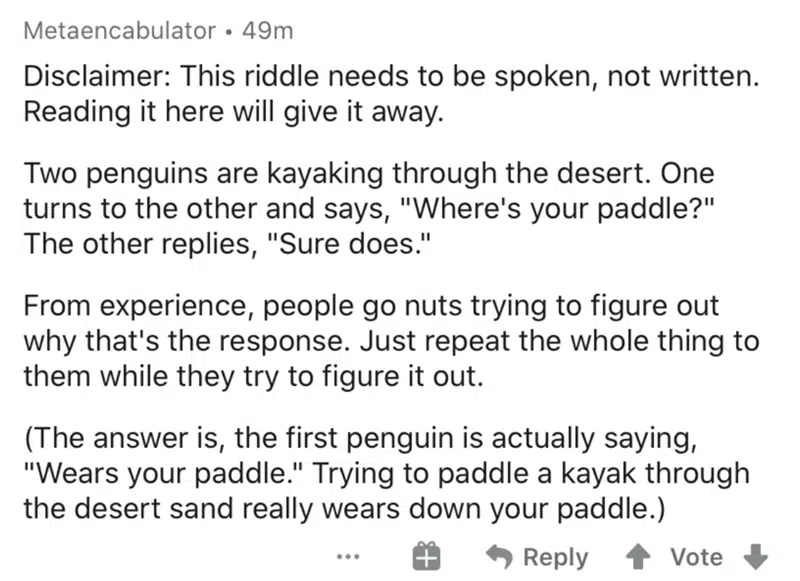 Metaencabulator • 49m
Disclaimer: This riddle needs to be spoken, not written.
Reading it here will give it away.
Two penguins are kayaking through the desert. One
turns to the other and says, "Where's your paddle?"
The other replies, "Sure does."
From experience, people go nuts trying to figure out
why that's the response. Just repeat the whole thing to
them while they try to figure it out.
(The answer is, the first penguin is actually saying,
"Wears your paddle." Trying to paddle a kayak through
the desert sand really wears down your paddle.)
... Reply Vote